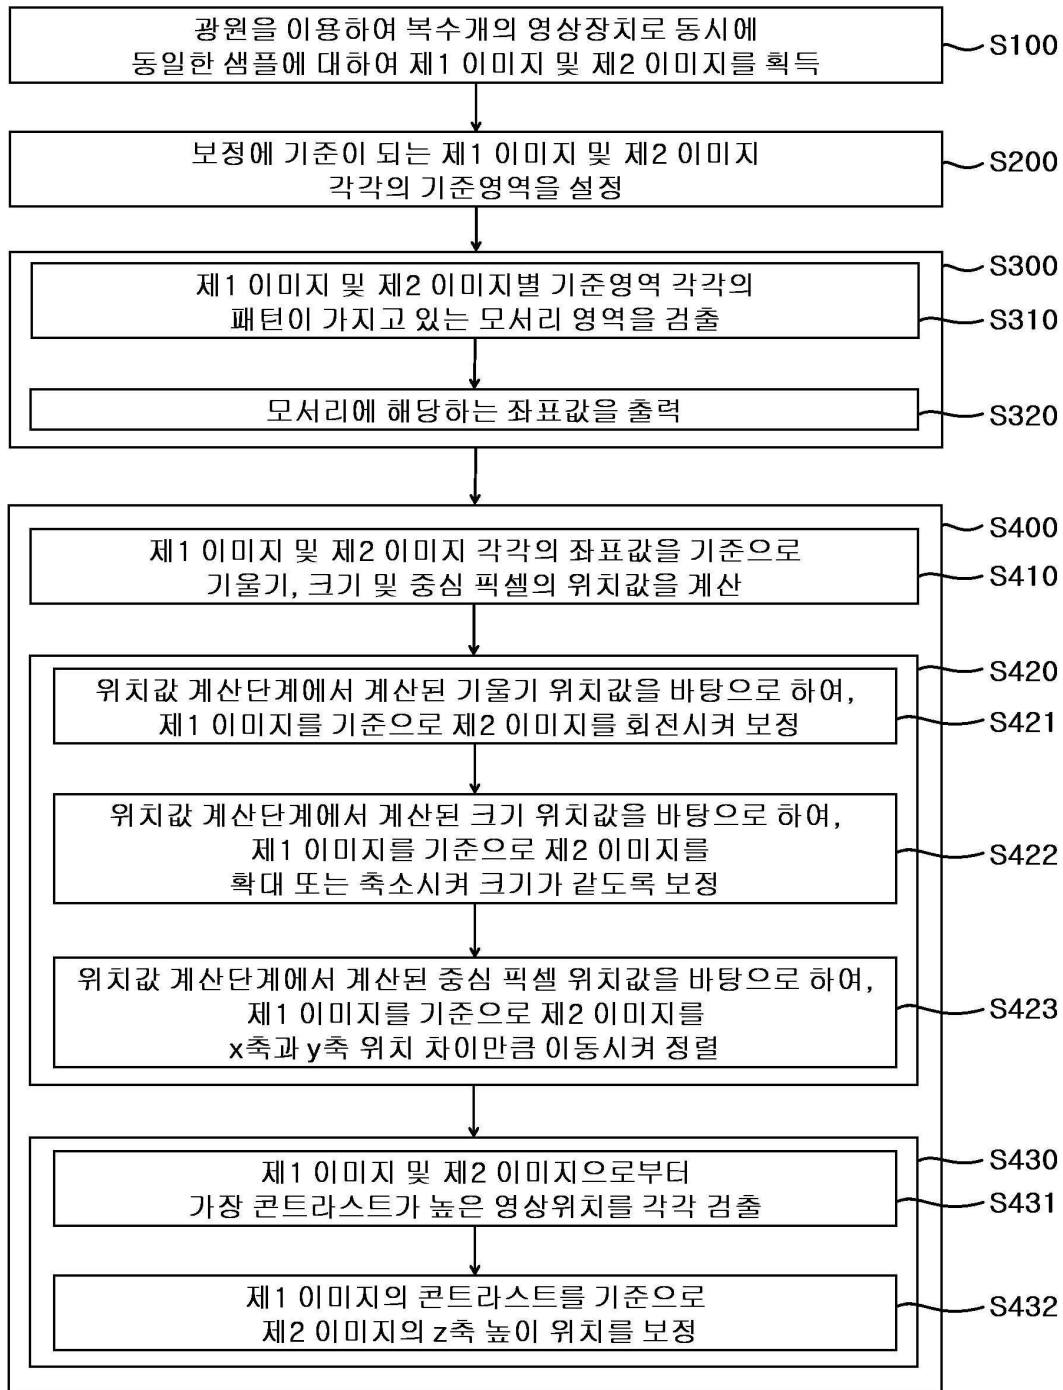 광원을 이용하여 복수개의 영상장치로 동시에
동일한 샘플에 대하여 제1 이미지 및 제2 이미지를 획득
S100
보정에 기준이 되는 제1 이미지 및 제2 이미지
각각의 기준영역을 설정
S200
S300
제1 이미지 및 제2 이미지별 기준영역 각각의
패턴이 가지고 있는 모서리 영역을 검출
S310
모서리에 해당하는 좌표값을 출력
S320
S400
제1 이미지 및 제2 이미지 각각의 좌표값을 기준으로
기울기, 크기 및 중심 픽셀의 위치값을 계산
S410
S420
위치값 계산단계에서 계산된 기울기 위치값을 바탕으로 하여,
제1 이미지를 기준으로 제2 이미지를 회전시켜 보정
S421
위치값 계산단계에서 계산된 크기 위치값을 바탕으로 하여,
제1 이미지를 기준으로 제2 이미지를
확대 또는 축소시켜 크기가 같도록 보정
S422
위치값 계산단계에서 계산된 중심 픽셀 위치값을 바탕으로 하여,
제1 이미지를 기준으로 제2 이미지를
x축과 y축 위치 차이만큼 이동시켜 정렬
S423
S430
제1 이미지 및 제2 이미지으로부터
가장 콘트라스트가 높은 영상위치를 각각 검출
S431
제1 이미지의 콘트라스트를 기준으로
제2 이미지의 z축 높이 위치를 보정
S432